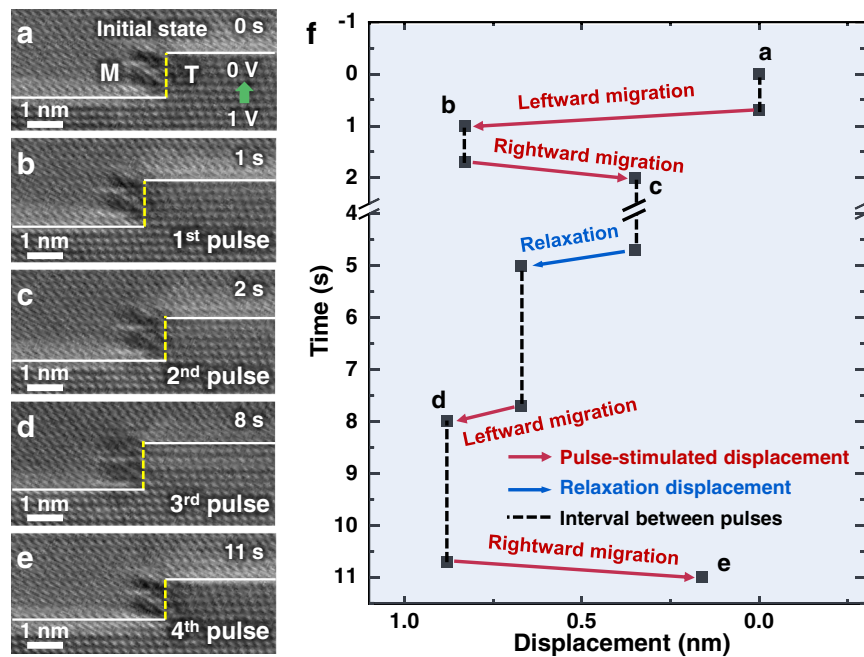 a
Initial state
0 s
M
T
0 V
1 V
1 nm
b
1 s
1 nm
1st pulse
c
2 s
1 nm
2nd pulse
d
8 s
1 nm
3rd pulse
e
11 s
1 nm
4th pulse
f
-1
0
1
2
4
5
6
7
8
9
10
11
Time (s)
a
Leftward migration
b
Rightward migration
c
Relaxation
d
Leftward migration
Pulse-stimulated displacement
Relaxation displacement
Interval between pulses
Rightward migration
e
1.0
0.5
0.0
Displacement (nm)